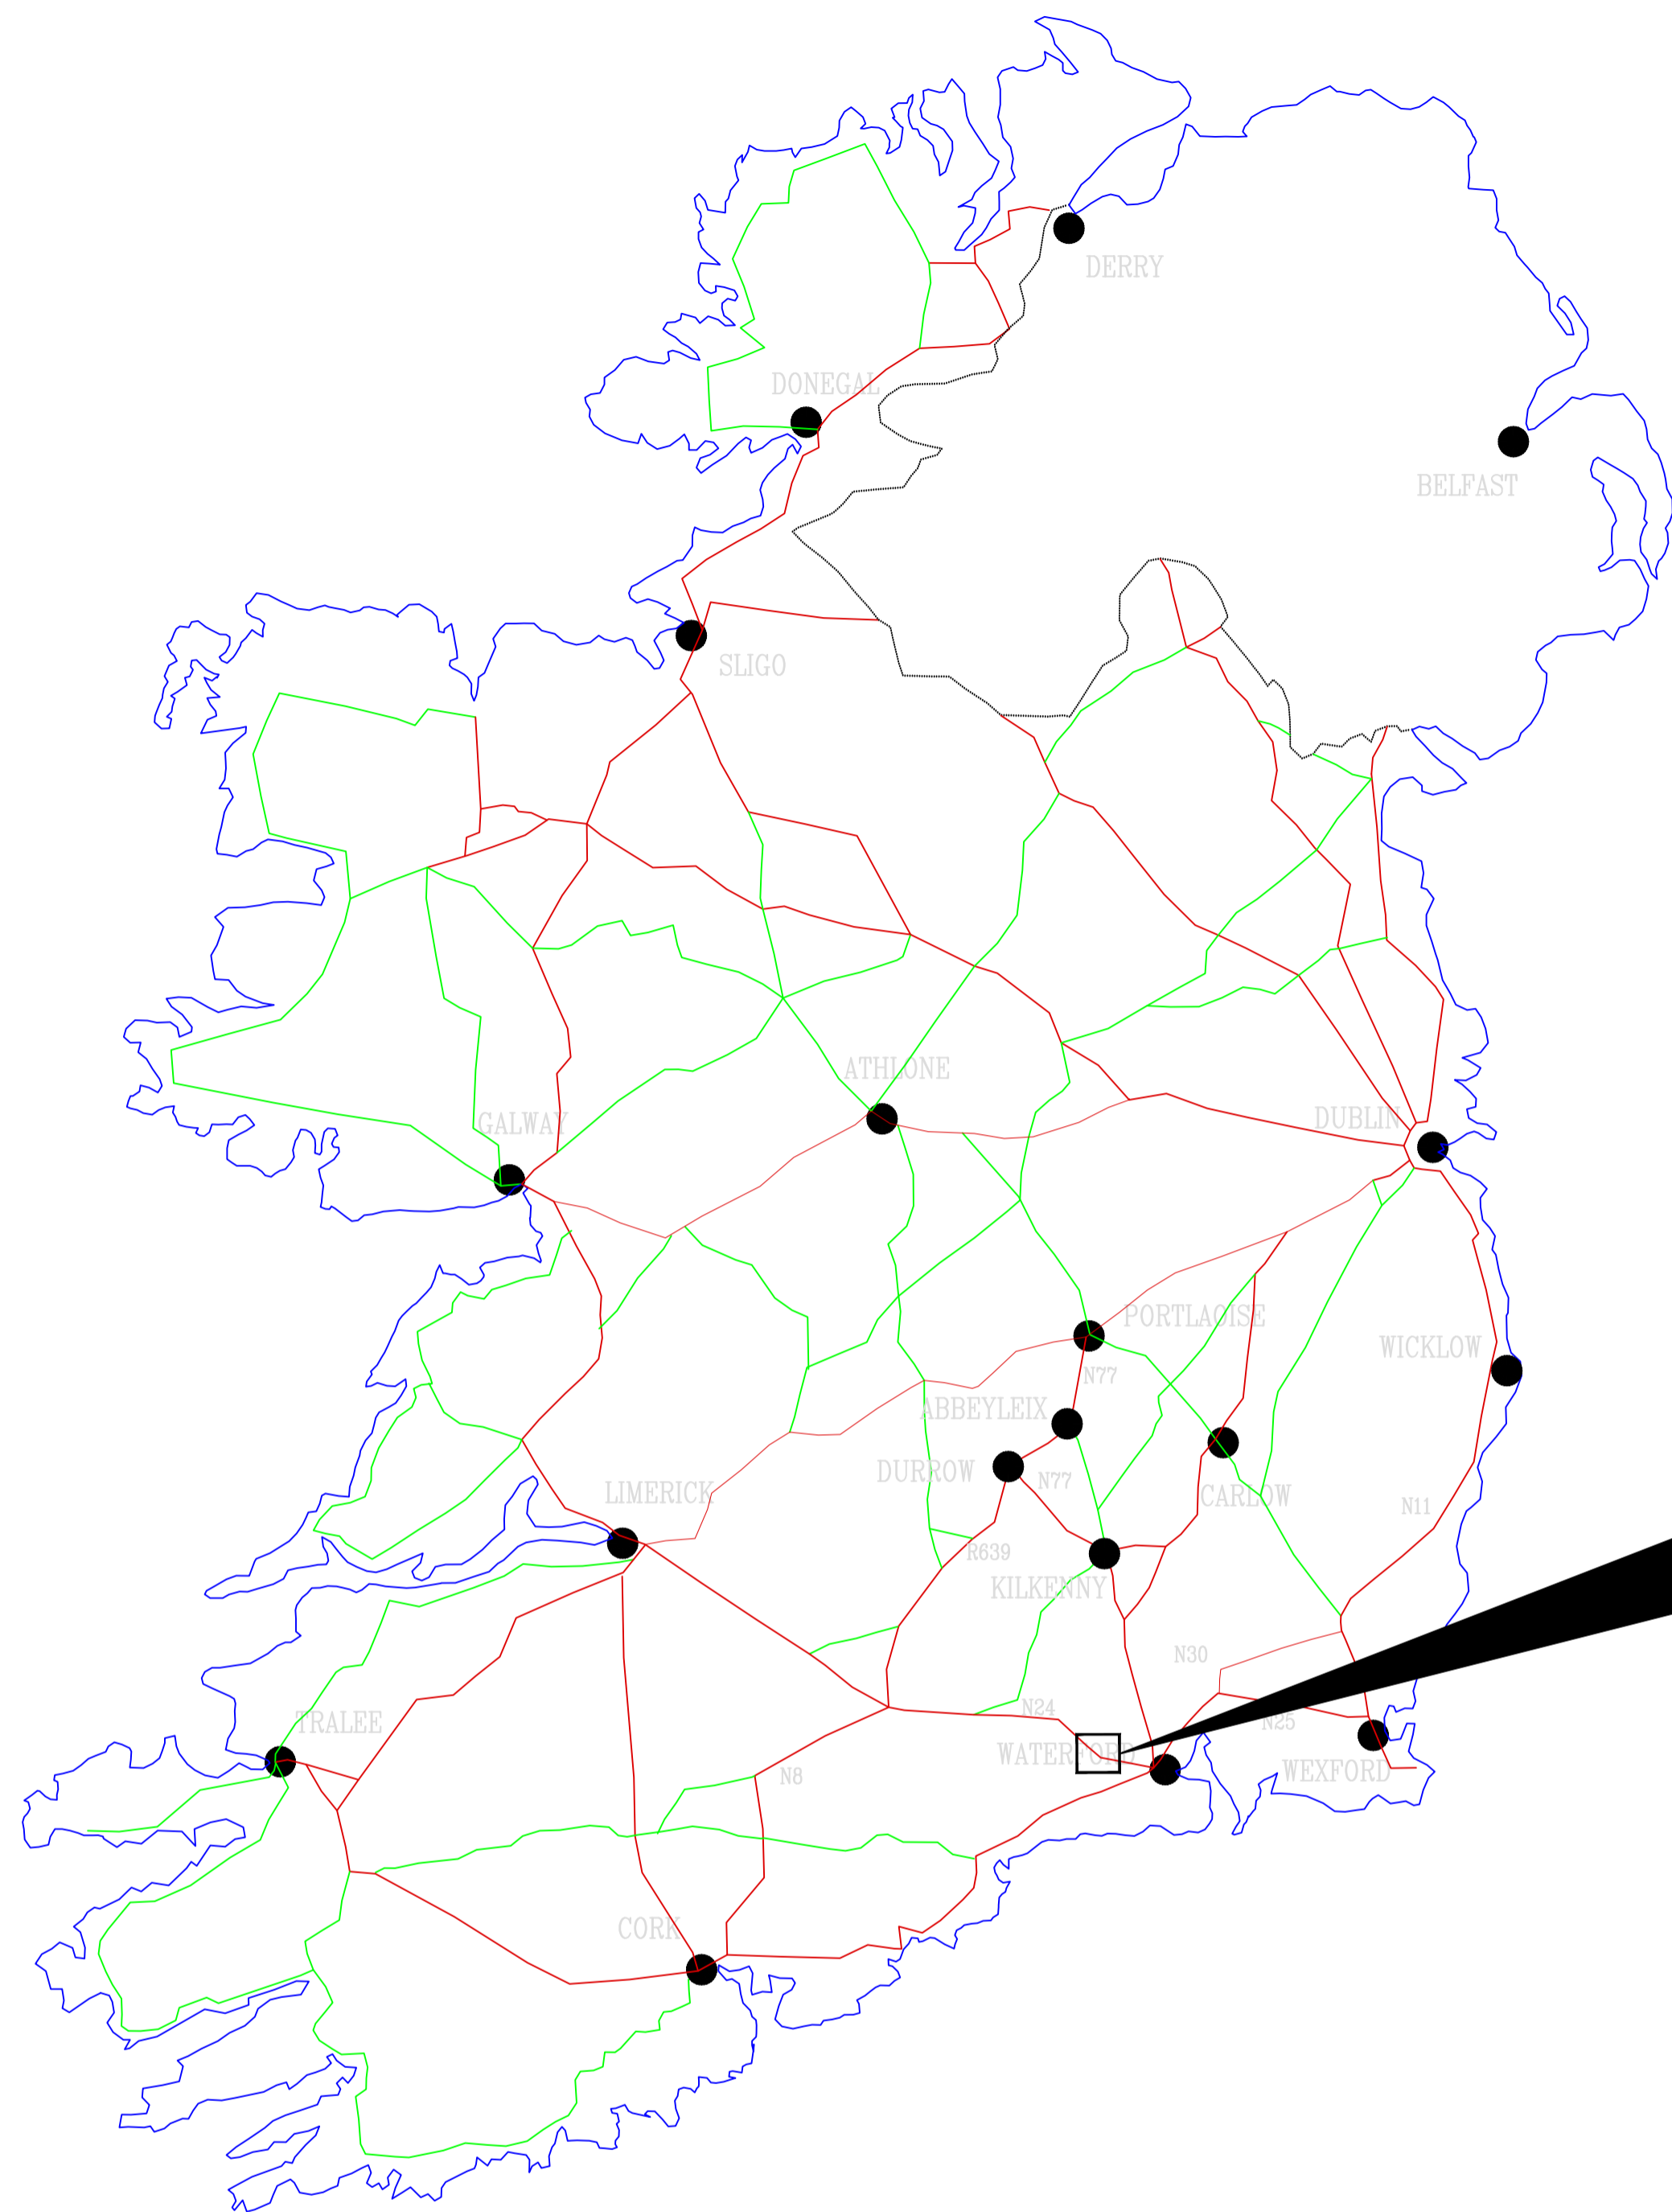 DERRY
DONEGAL
BELFAST
SLIGO
ATHLONE
GALWAY
DUBLIN
PORTLAOISE
WICKLOW
N77
ABBEYLEIX
DURROW
N77
LIMERICK
CARLOW
N11
R639
KILKENNY
N30
N24
TRALEE
N25
WATERFORD
WEXFORD
N8
CORK